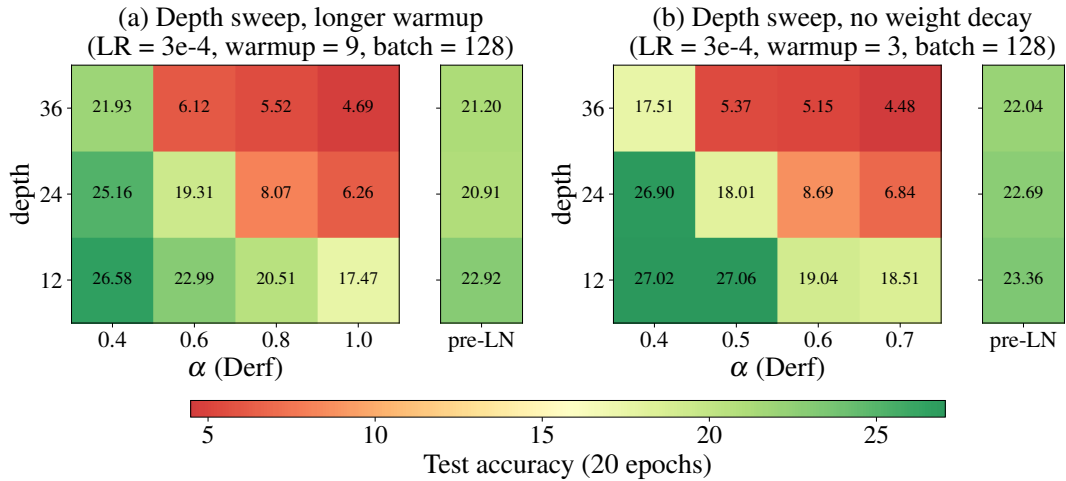 (a) Depth sweep, longer warmup
(LR = 3e-4, warmup = 9, batch = 128)
depth
36
24
12
21.93 6.12 5.52 4.69
25.16 19.31 8.07 6.26
26.58 22.99 20.51 17.47
0.4 0.6 0.8 1.0
α (Derf)
21.20
20.91
22.92
pre-LN
(b) Depth sweep, no weight decay
(LR = 3e-4, warmup = 3, batch = 128)
depth
36
24
12
17.51 5.37 5.15 4.48
26.90 18.01 8.69 6.84
27.02 27.06 19.04 18.51
0.4 0.5 0.6 0.7
α (Derf)
22.04
22.69
23.36
pre-LN
5 10 15 20 25
Test accuracy (20 epochs)